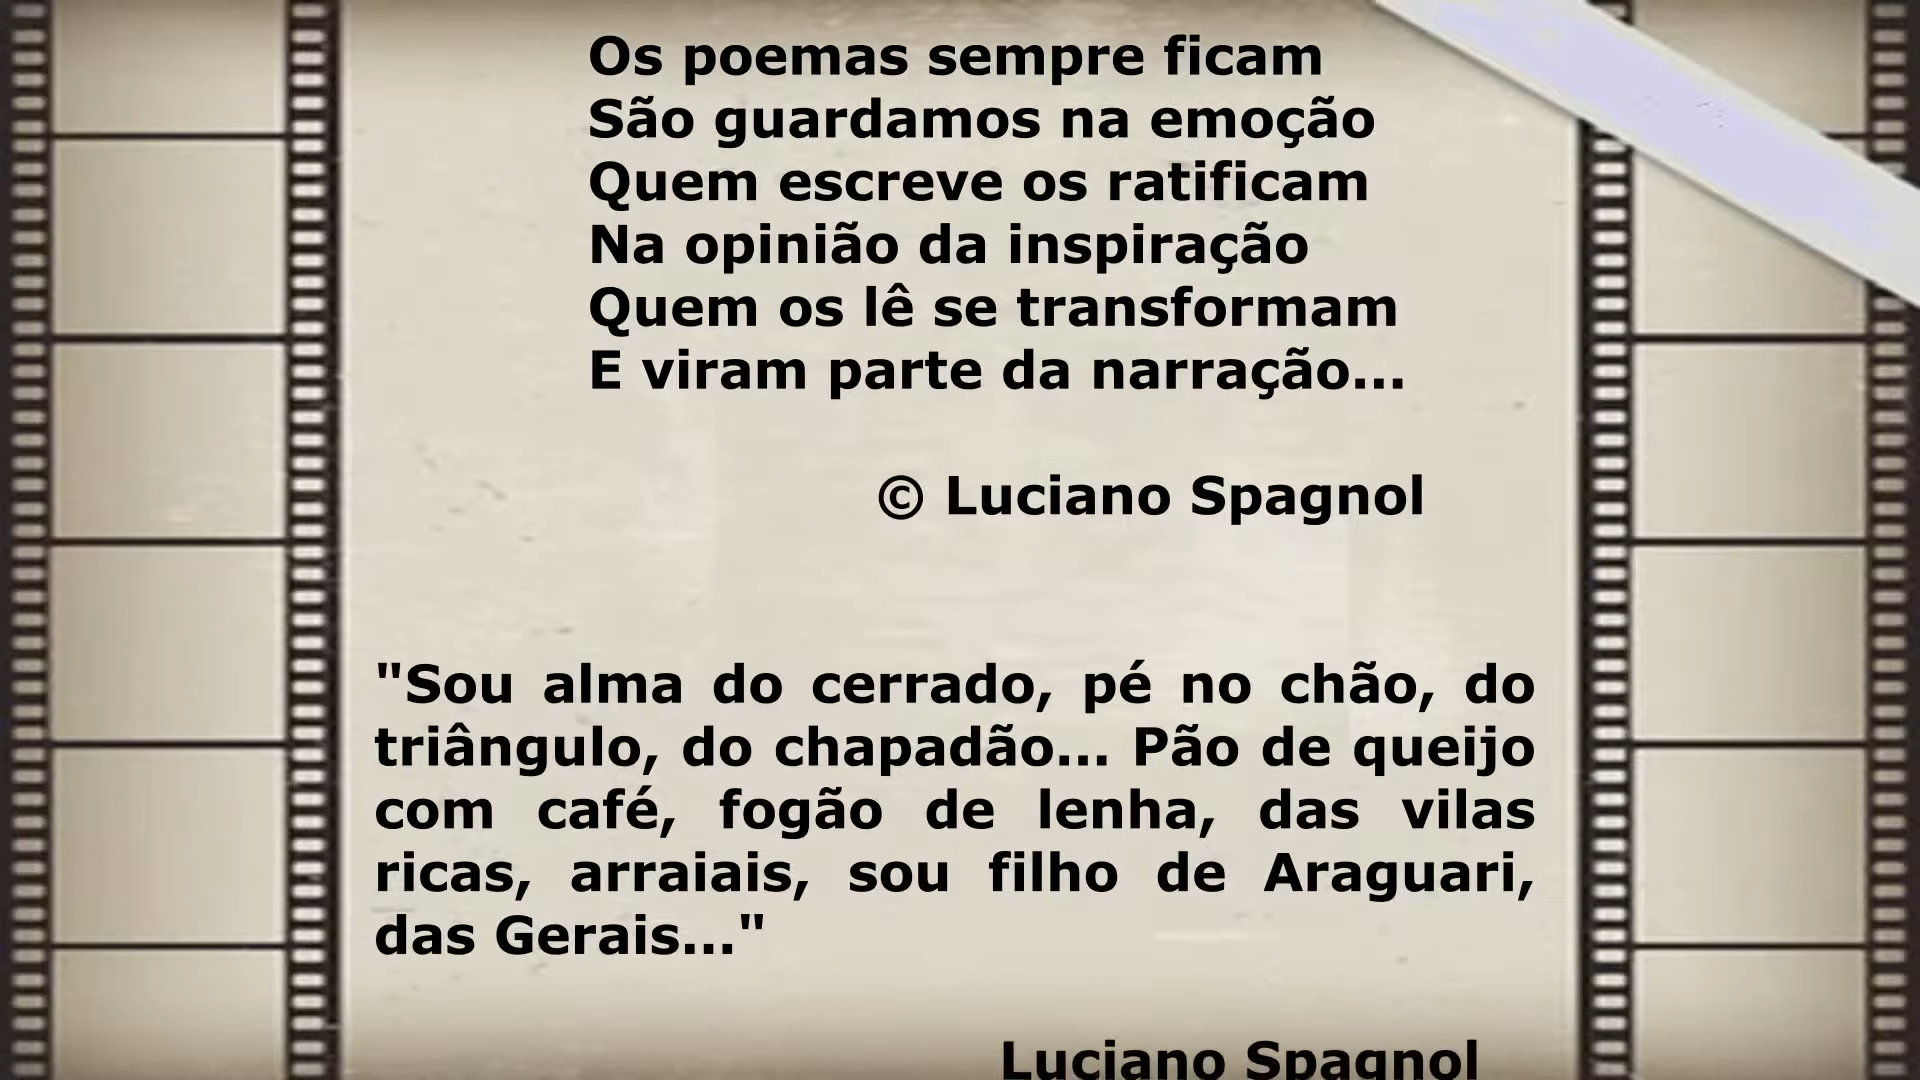 Os poemas sempre ficam
São guardamos na emoção
Quem escreve os ratificam
Na opinião da inspiração
Quem os lê se transformam
E viram parte da narração...
© Luciano Spagnol
"Sou alma do cerrado, pé no chão, do
triângulo, do chapadão... Pão de queijo
com café, fogão de lenha, das vilas
ricas, arraiais, sou filho de Araguari,
das Gerais..."
Luciano Spagnol